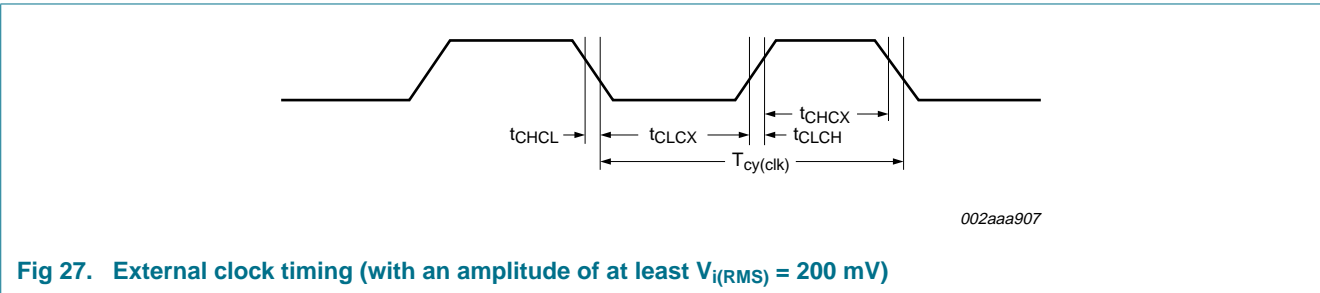 tCHCX
tCHCL tCLCX tCLCH
Tcy(clk)
002aaa907
Fig 27. External clock timing (with an amplitude of at least Vi(RMS) = 200 mV)